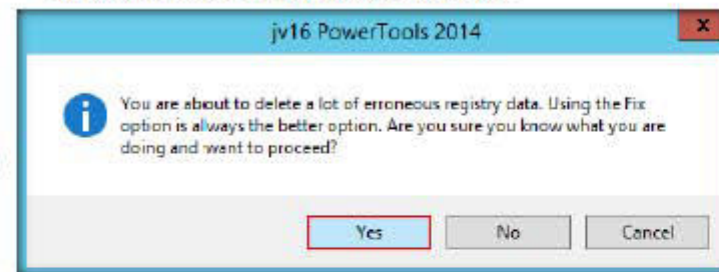 jv16 PowerTools 2014
x
You are about to delete a lot of erroneous registry data. Using the Fix
option is always the better option. Are you sure you know what you are
doing and want to proceed?
Yes
No
Cancel